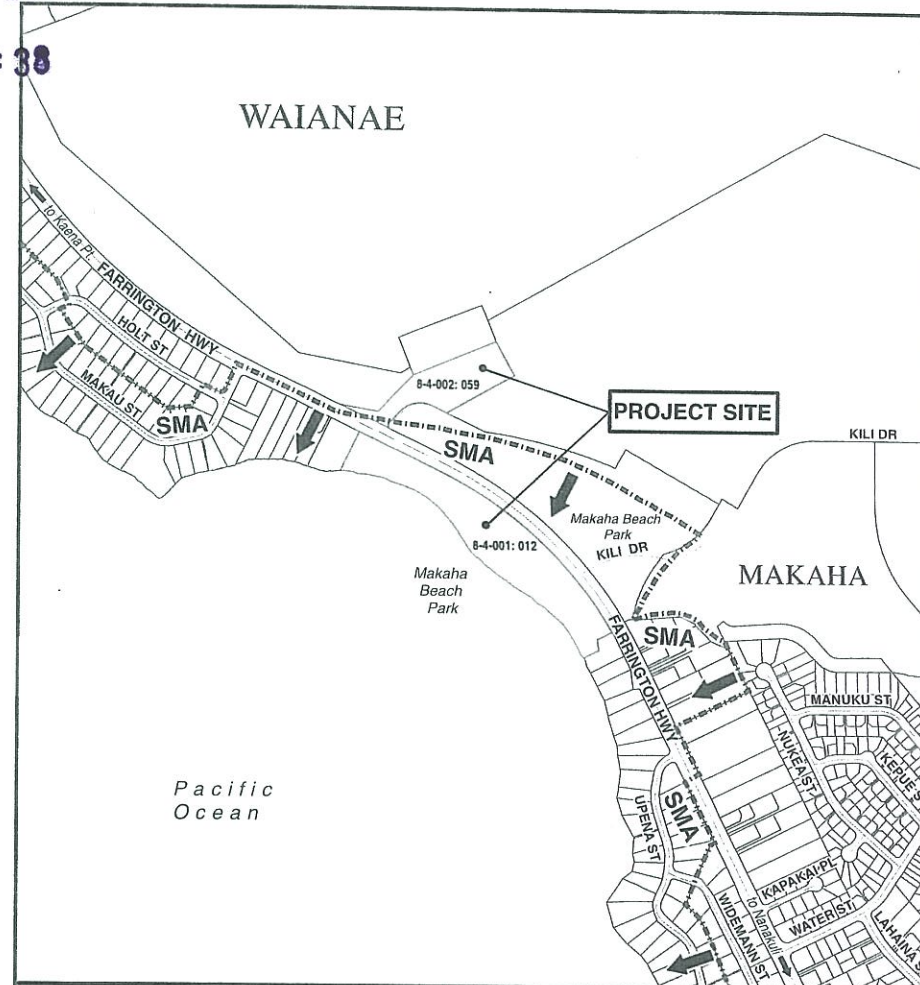 38
WAIANAE
to Kaena Pt.
FARRINGTON HWY
HOLT ST
MAKAU ST
SMA
8-4-002: 059
PROJECT SITE
SMA
KILI DR
Makaha Beach
Park
KILI DR
8-4-001: 012
Makaha
Beach
Park
MAKAHA
SMA
FARRINGTON HWY
MANUKU ST
NUKEA ST
KEPUE S
Pacific
Ocean
SMA
UPENA ST
KAPAKAI PL
to Nanakuli
WATER ST
WIDEMANN ST
LAHAINA S